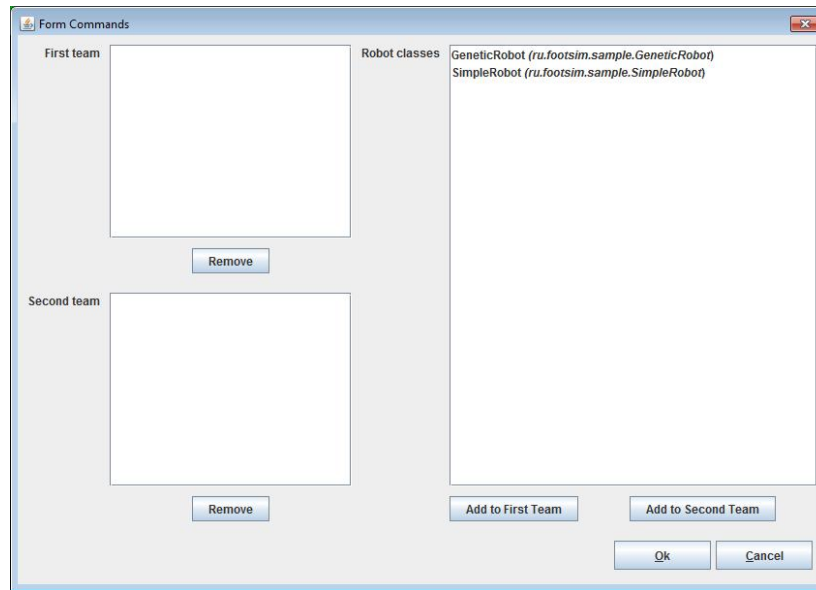 Form Commands
First team
Robot classes
GeneticRobot (ru.footsim.sample.GeneticRobot)
SimpleRobot (ru.footsim.sample.SimpleRobot)
Remove
Second team
Remove
Add to First Team
Add to Second Team
Ok
Cancel